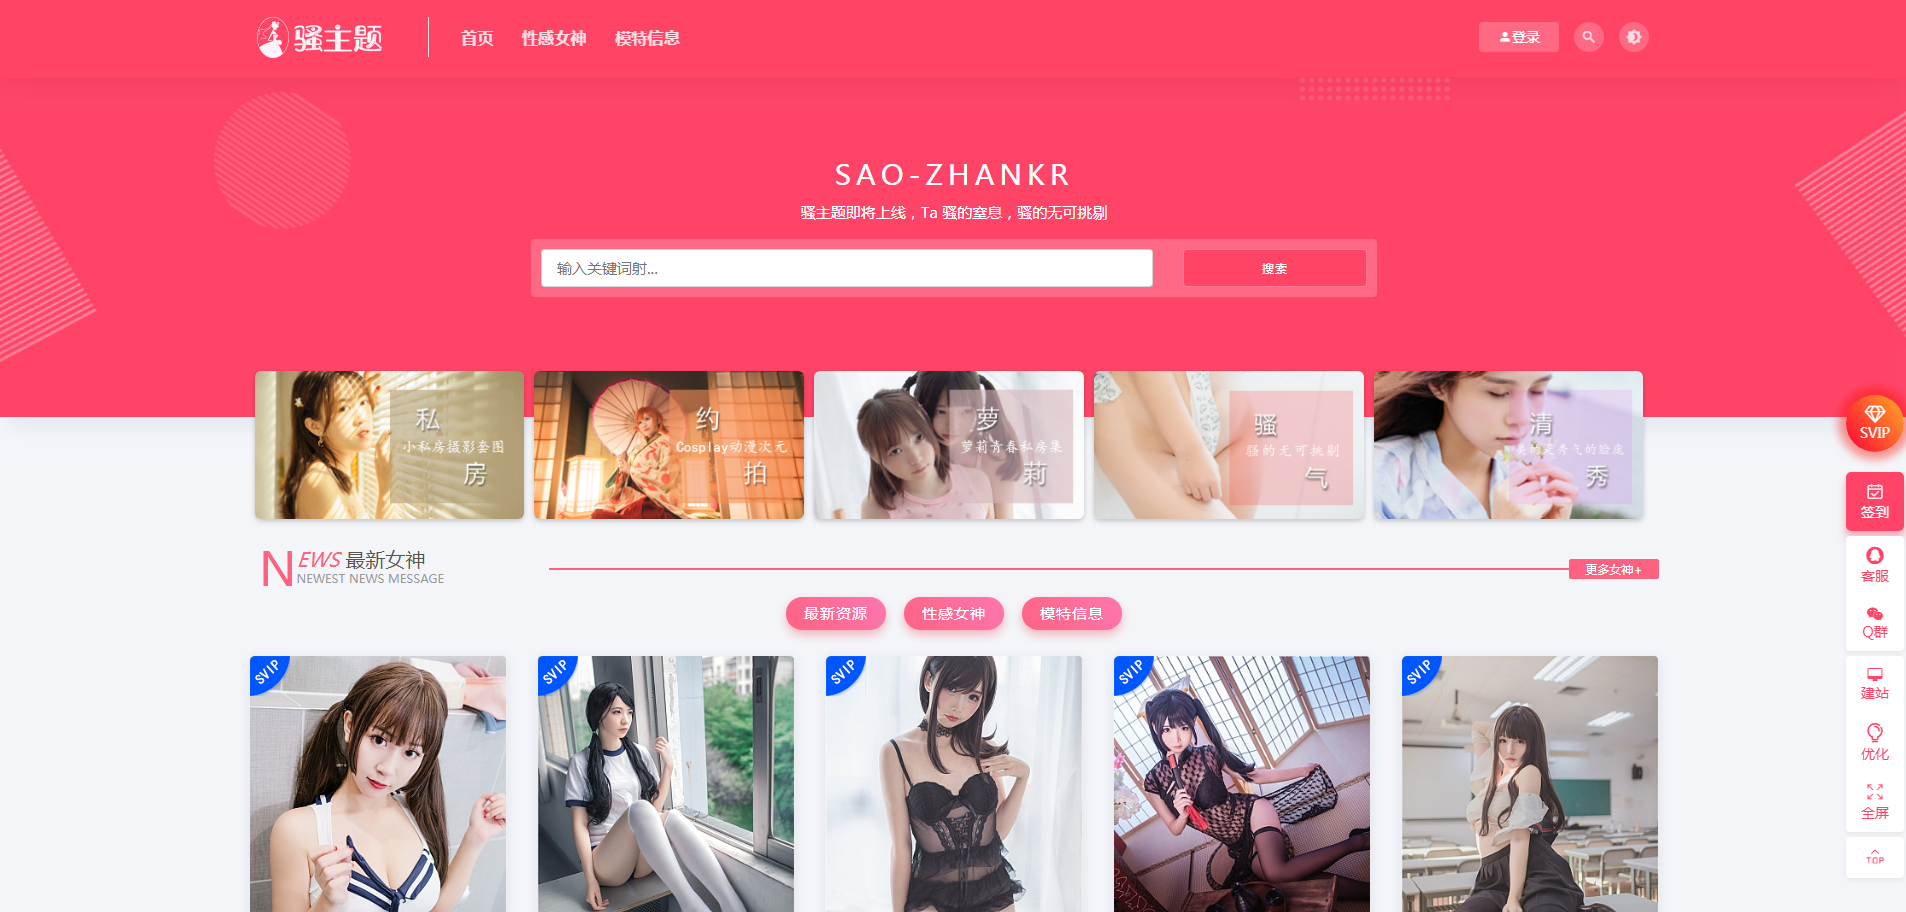 骚主题
首页 性感女神 模特信息
登录
SAO-ZHANKR
骚主题即将上线，Ta 骚的窒息，骚的无可挑剔
输入关键词射...
搜索
私
小私房摄影套图
房
约
Cosplay动漫次元
拍
萝
萝莉青春私房集
莉
骚
骚的无可挑剔
气
清
秀气的脸庞
秀
SVIP
签到
客服
Q群
建站
优化
全屏
TOP
NEWS 最新女神
NEWEST NEWS MESSAGE
更多女神+
最新资源 性感女神 模特信息
SVIP
SVIP
SVIP
SVIP
SVIP